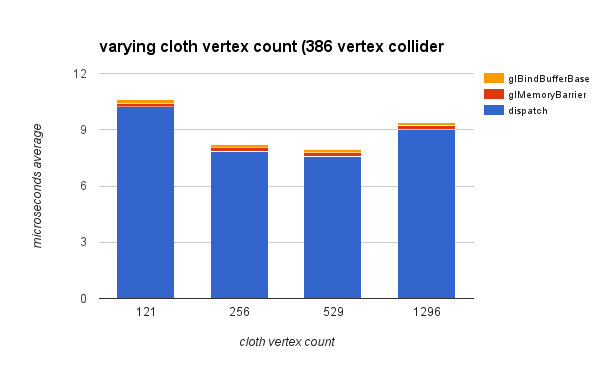 varying cloth vertex count (386 vertex collider
12
9
6
3
0
microseconds average
121 256 529 1296
cloth vertex count
glBindBufferBase
glMemoryBarrier
dispatch